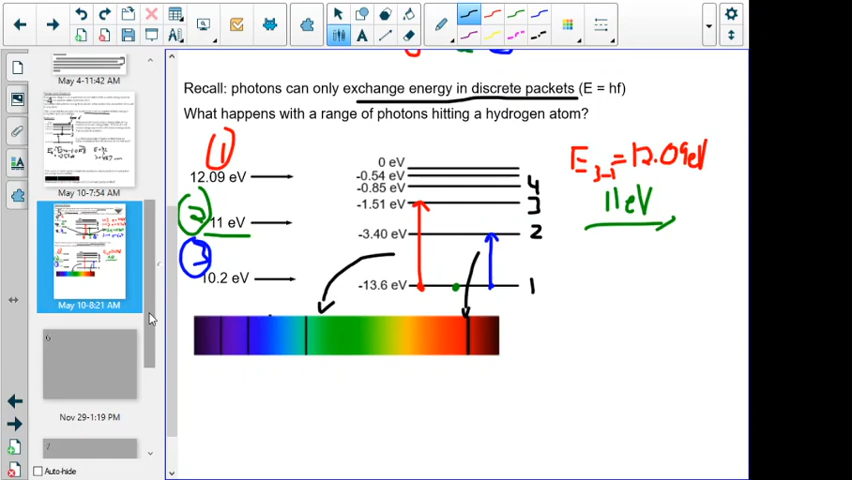 May 4-11:42 AM
May 10-7:54 AM
May 10-8:21 AM
6
Nov 29-1:19 PM
7
Auto-hide
Recall: photons can only exchange energy in discrete packets (E = hf)
What happens with a range of photons hitting a hydrogen atom?
1
12.09 eV
2
11 eV
3
10.2 eV
0 eV
-0.54 eV
-0.85 eV 4
-1.51 eV 3
-3.40 eV 2
-13.6 eV 1
E3-1 = 12.09eV
11 eV